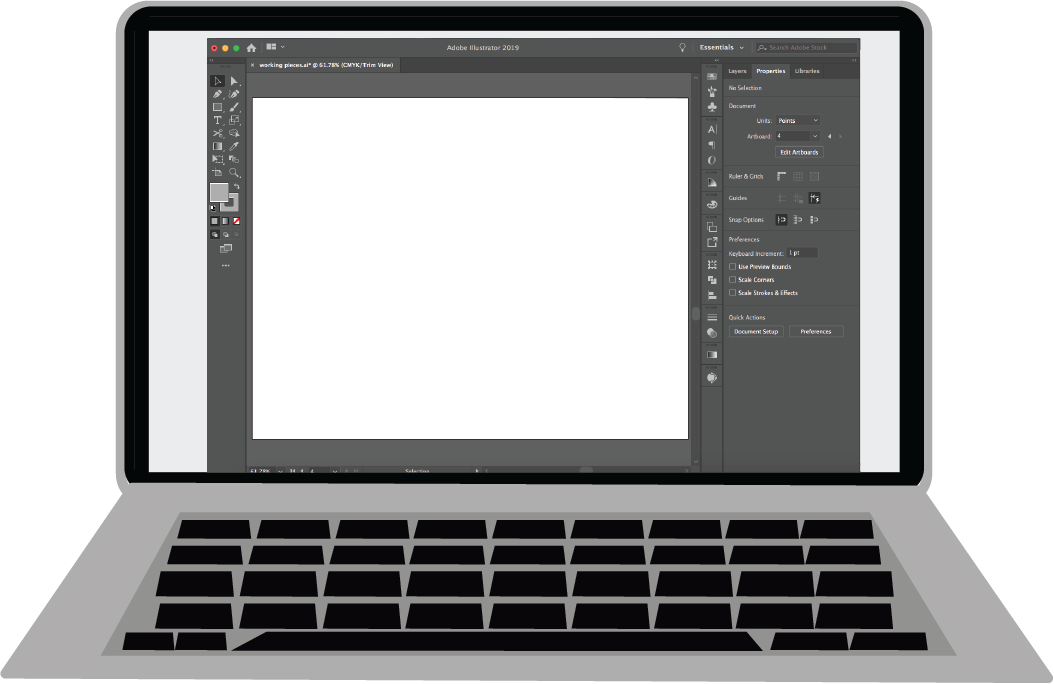 Adobe Illustrator 2019
Essentials
Search Adobe Stock
× working pieces.ai* @ 61.78% (CMYK/Trim View)
Layers Properties Libraries
No Selection
Document
Units: Points
Artboard: 4
Edit Artboards
Ruler & Grids
Guides
Snap Options
Preferences
Keyboard Increment: 1 pt
Use Preview Bounds
Scale Corners
Scale Strokes & Effects
Quick Actions
Document Setup Preferences
61.78% 4 Selection